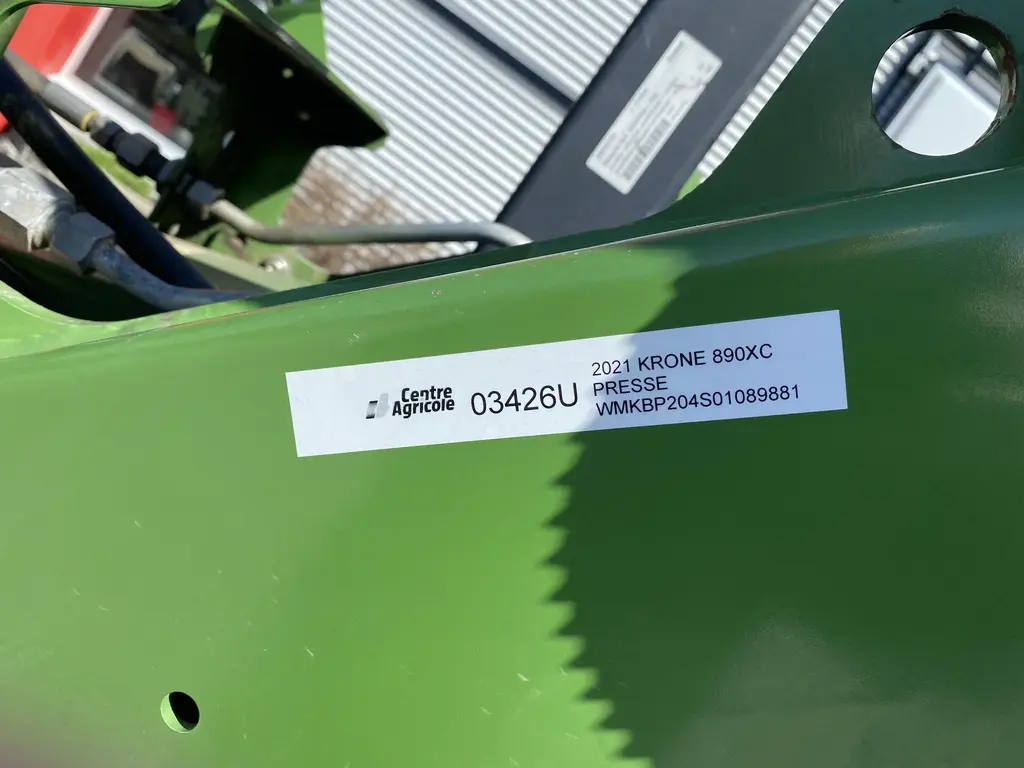 Centre
Agricole
03426U
2021 KRONE 890XC
PRESSE
WMKBP204S01089881